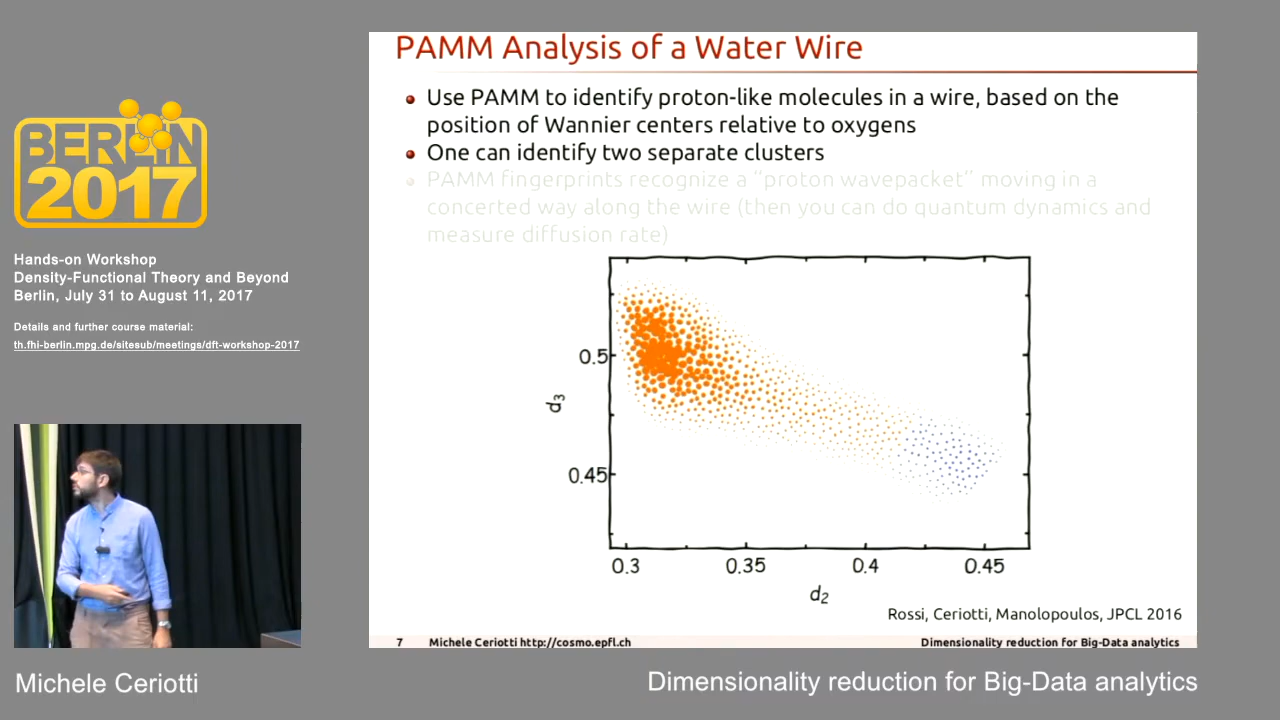 BERLIN
2017
Hands-on Workshop
Density-Functional Theory and Beyond
Berlin, July 31 to August 11, 2017
Details and further course material:
th.fhi-berlin.mpg.de/sitesub/meetings/dft-workshop-2017
Michele Ceriotti
PAMM Analysis of a Water Wire
Use PAMM to identify proton-like molecules in a wire, based on the
position of Wannier centers relative to oxygens
One can identify two separate clusters
PAMM fingerprints recognize a "proton wavepacket" moving in a
concerted way along the wire (then you can do quantum dynamics and
measure diffusion rate)
0.5
d3
0.45
0.3 0.35 0.4 0.45
d2
Rossi, Ceriotti, Manolopoulos, JPCL 2016
7 Michele Ceriotti http://cosmo.epfl.ch Dimensionality reduction for Big-Data analytics
Dimensionality reduction for Big-Data analytics